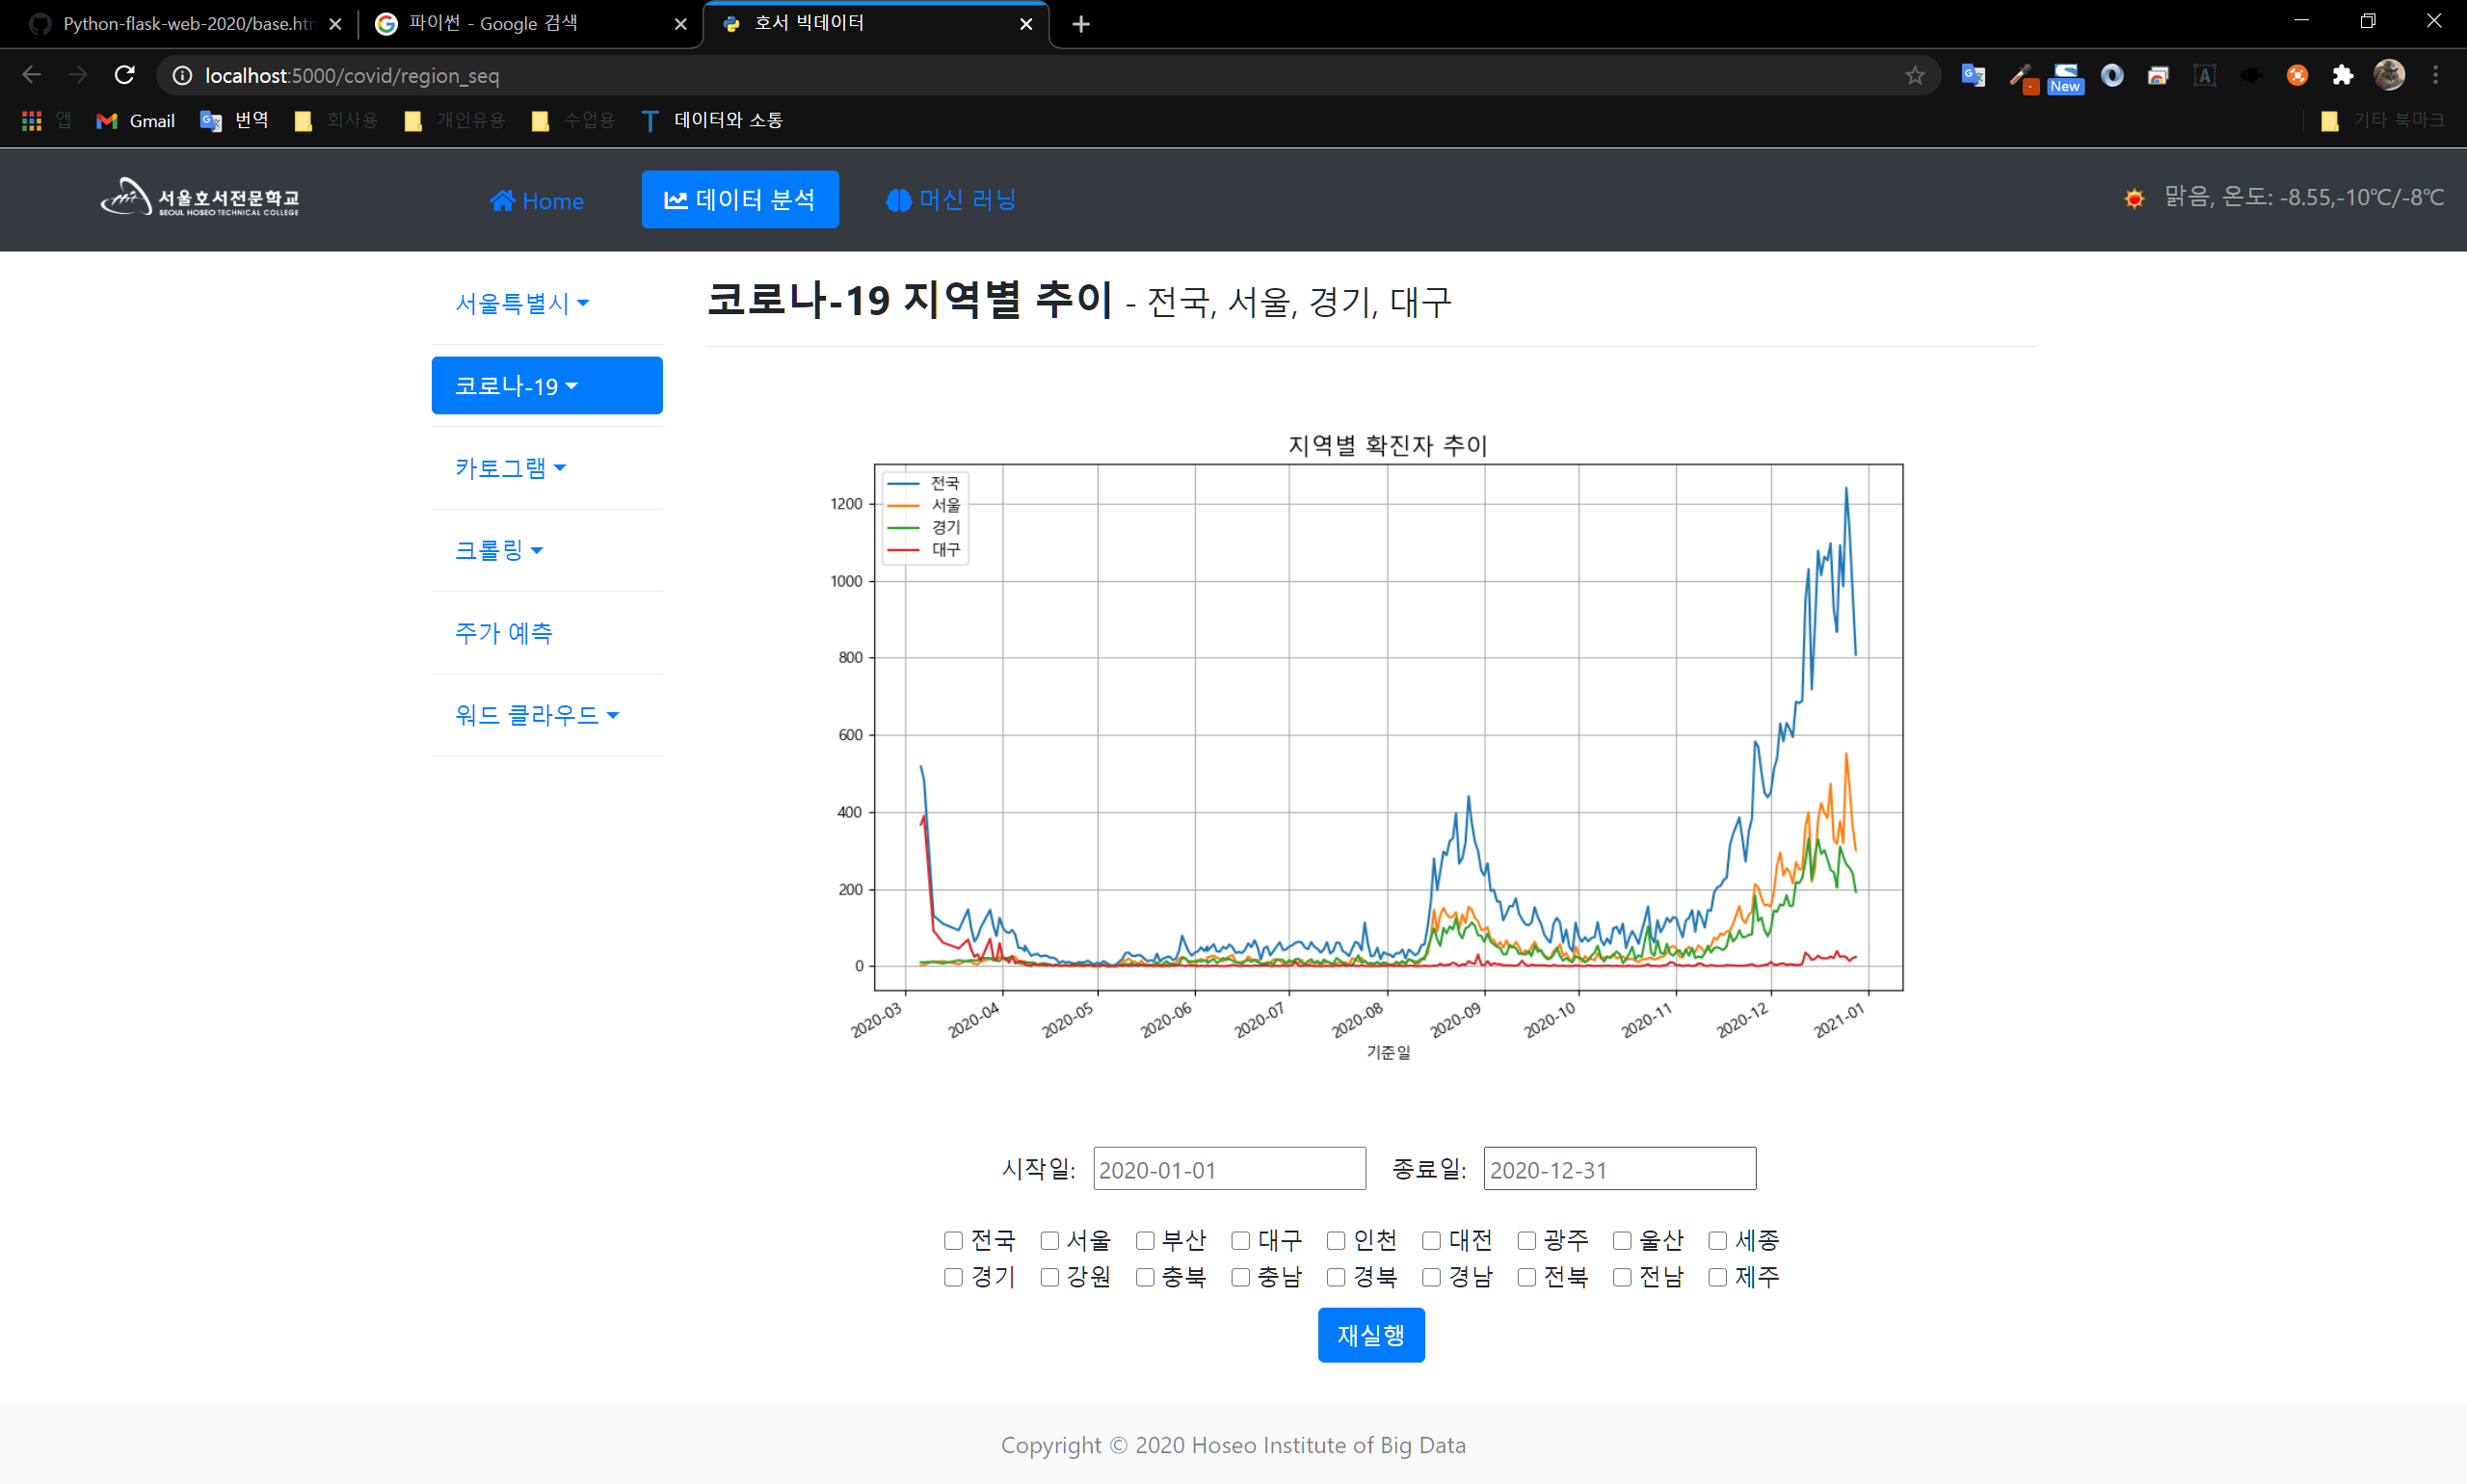 Python-flask-web-2020/base.htm
파이썬 - Google 검색
호서 빅데이터
localhost:5000/covid/region_seq
New
앱
Gmail
번역
회사용
개인유용
수업용
데이터와 소통
기타 북마크
서울호서전문학교
SEOUL HOSEO TECHNICAL COLLEGE
Home
데이터 분석
머신 러닝
맑음, 온도: -8.55,-10℃/-8℃
서울특별시
코로나-19
카토그램
크롤링
주가 예측
워드 클라우드
코로나-19 지역별 추이 - 전국, 서울, 경기, 대구
지역별 확진자 추이
전국
서울
경기
대구
1200
1000
800
600
400
200
0
2020-03 2020-04 2020-05 2020-06 2020-07 2020-08 2020-09 2020-10 2020-11 2020-12 2021-01
기준일
시작일: 2020-01-01 종료일: 2020-12-31
전국 서울 부산 대구 인천 대전 광주 울산 세종
경기 강원 충북 충남 경북 경남 전북 전남 제주
재실행
Copyright © 2020 Hoseo Institute of Big Data